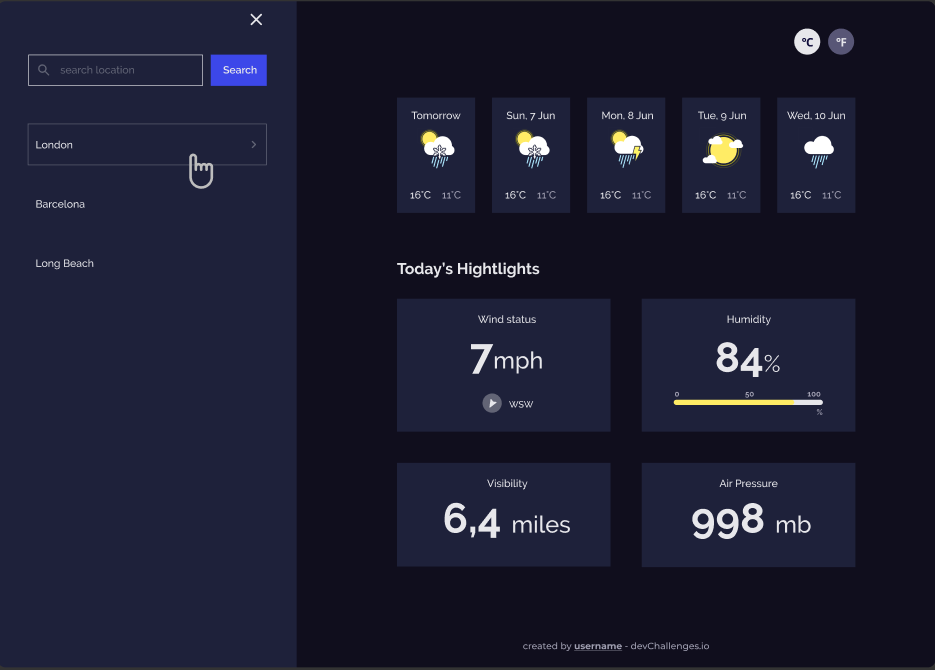 search location
Search
London
Barcelona
Long Beach
°C °F
Tomorrow
16°C 11°C
Sun, 7 Jun
16°C 11°C
Mon, 8 Jun
16°C 11°C
Tue, 9 Jun
16°C 11°C
Wed, 10 Jun
16°C 11°C
Today’s Hightlights
Wind status
7mph
WSW
Humidity
84%
0 50 100
%
Visibility
6,4 miles
Air Pressure
998 mb
created by username - devChallenges.io